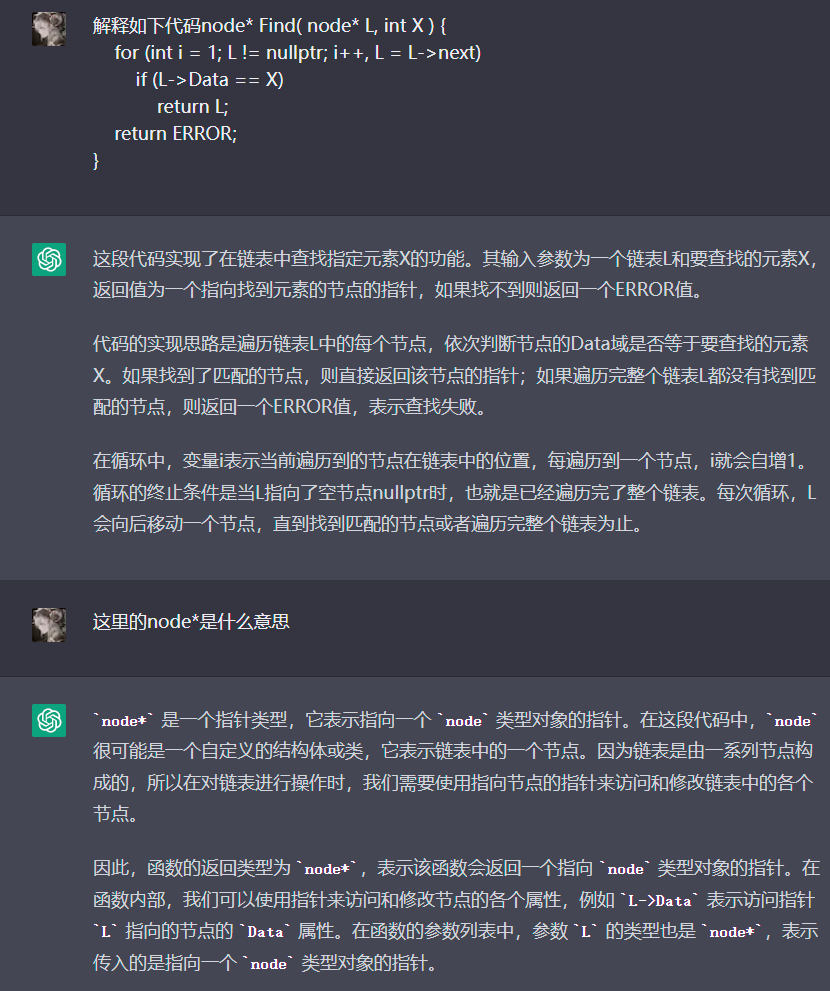 解释如下代码node* Find( node* L, int X ) {
for (int i = 1; L != nullptr; i++, L = L->next)
if (L->Data == X)
return L;
return ERROR;
}
这段代码实现了在链表中查找指定元素X的功能。其输入参数为一个链表L和要查找的元素X，
返回值为一个指向找到元素的节点的指针，如果找不到则返回一个ERROR值。
代码的实现思路是遍历链表L中的每个节点，依次判断节点的Data域是否等于要查找的元素
X。如果找到了匹配的节点，则直接返回该节点的指针；如果遍历完整个链表L都没有找到匹
配的节点，则返回一个ERROR值，表示查找失败。
在循环中，变量i表示当前遍历到的节点在链表中的位置，每遍历到一个节点，i就会自增1。
循环的终止条件是当L指向了空节点nullptr时，也就是已经遍历完了整个链表。每次循环，L
会向后移动一个节点，直到找到匹配的节点或者遍历完整个链表为止。
这里的node*是什么意思
`node*` 是一个指针类型，它表示指向一个 `node` 类型对象的指针。在这段代码中，`node`
很可能是一个自定义的结构体或类，它表示链表中的一个节点。因为链表是由一系列节点构
成的，所以在对链表进行操作时，我们需要使用指向节点的指针来访问和修改链表中的各个
节点。
因此，函数的返回类型为 `node*`，表示该函数会返回一个指向 `node` 类型对象的指针。在
函数内部，我们可以使用指针来访问和修改节点的各个属性，例如 `L->Data` 表示访问指针
`L` 指向的节点的 `Data` 属性。在函数的参数列表中，参数 `L` 的类型也是 `node*`，表示
传入的是指向一个 `node` 类型对象的指针。